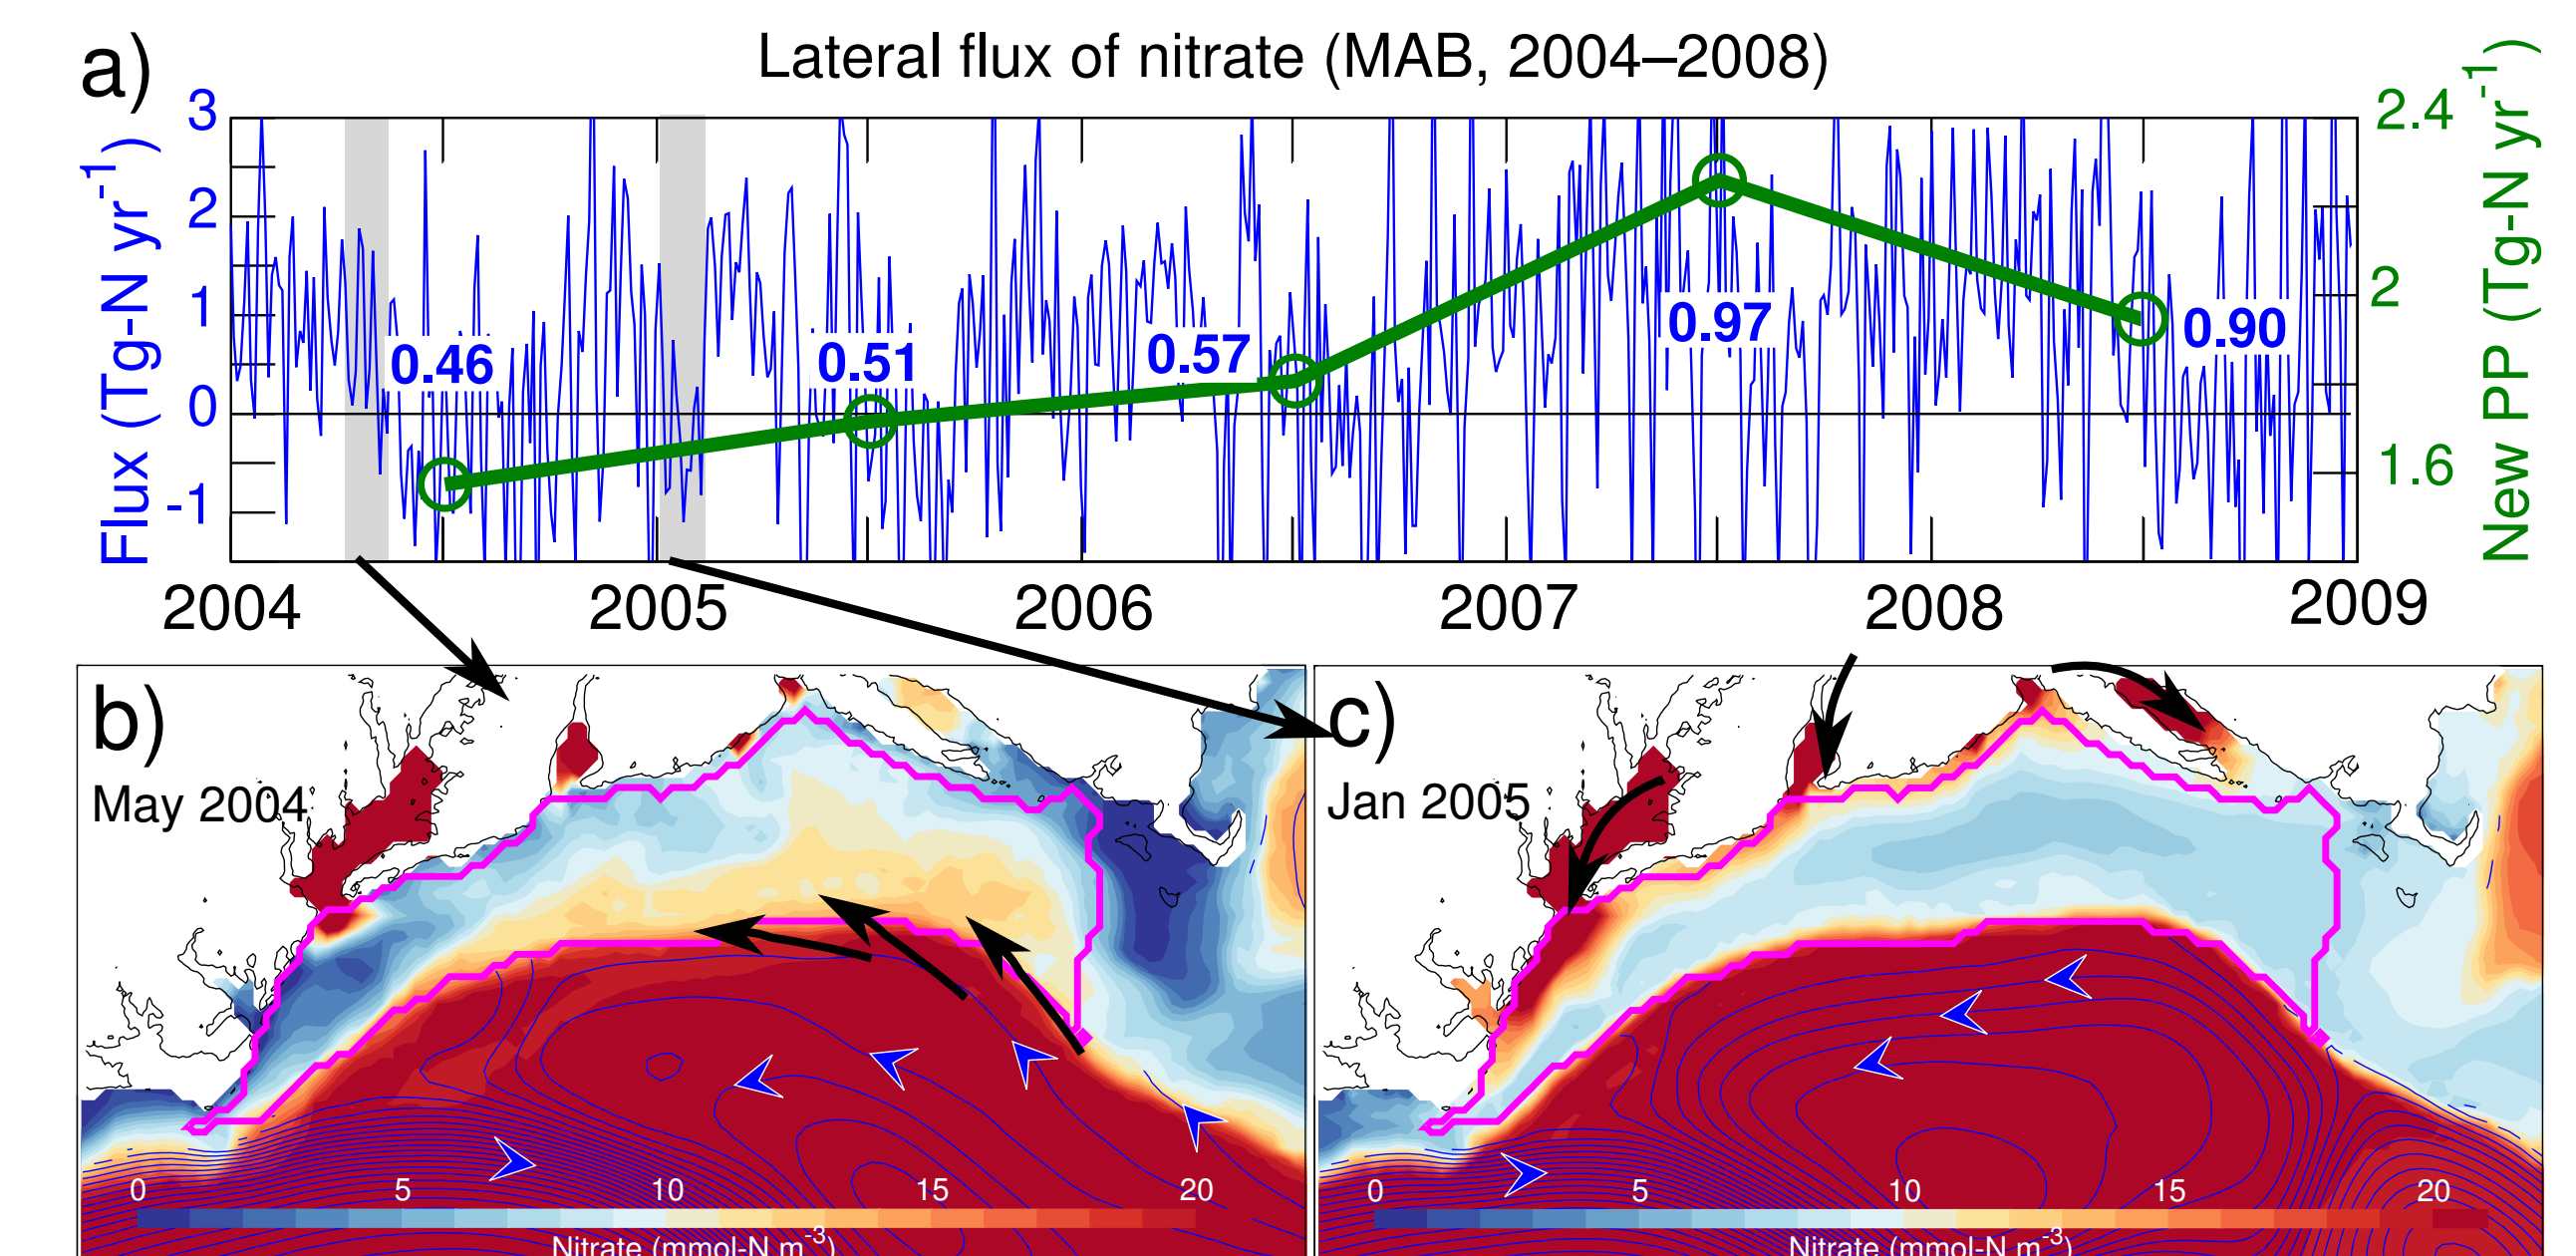 a)
Lateral flux of nitrate (MAB, 2004–2008)
Flux (Tg-N yr⁻¹)
3
2
1
0
-1
New PP (Tg-N yr⁻¹)
2.4
2
1.6
0.46
0.51
0.57
0.97
0.90
2004
2005
2006
2007
2008
2009
b)
May 2004
0 5 10 15 20
Nitrate (mmol-N m⁻³)
c)
Jan 2005
0 5 10 15 20
Nitrate (mmol-N m⁻³)